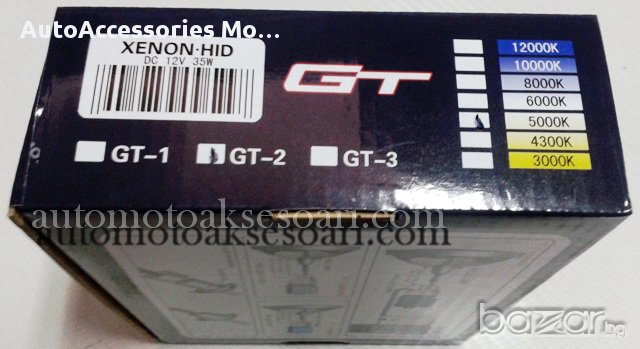 AutoAccessories Mo...
XENON·HID
DC 12V 35W
GT
12000K
10000K
8000K
6000K
5000K
4300K
3000K
GT-1 GT-2 GT-3
automotoaksesoari.com
automotoaksesoari.com
bazar.bg